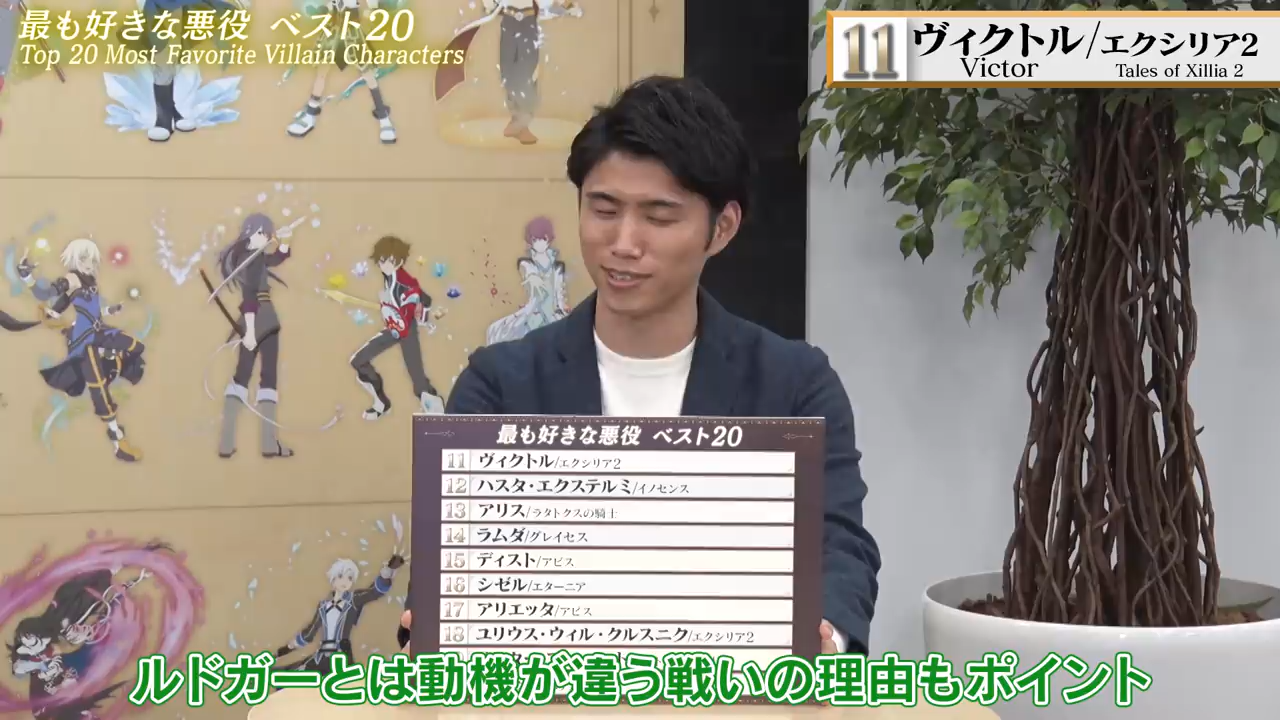 最も好きな悪役 ベスト20
Top 20 Most Favorite Villain Characters
11 ヴィクトル/エクシリア2
Victor Tales of Xillia 2
最も好きな悪役 ベスト20
11 ヴィクトル/エクシリア2
12 ハスタ・エクステルミ/イノセンス
13 アリス/ラタトクスの騎士
14 ラムダ/グレイセス
15 ディスト/アビス
16 シゼル/エターニア
17 アリエッタ/アビス
18 ユリウス・ウィル・クルスニク/エクシリア2
ルドガーとは動機が違う戦いの理由もポイント